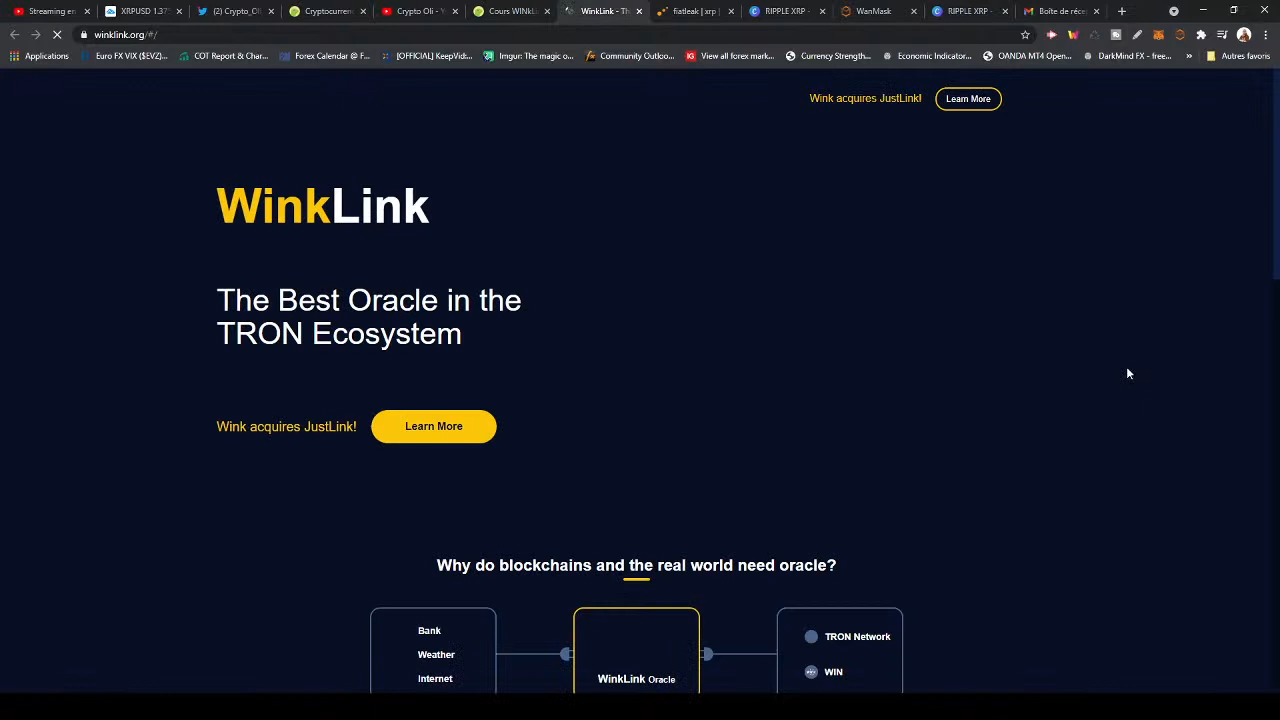 Streaming en
XRPUSD 1.37
(2) Crypto_Oli
Cryptocurren
Crypto Oli - Y
Cours WINkL
WinkLink - Th
fiatleak | xrp |
RIPPLE XRP -
WanMask
RIPPLE XRP -
Boîte de réce
winklink.org/#/
Applications
Euro FX VIX ($EVZ)...
COT Report & Char...
Forex Calendar @ F...
[OFFICIAL] KeepVid...
Imgur: The magic o...
Community Outloo...
View all forex mark...
Currency Strength...
Economic Indicator...
OANDA MT4 Open...
DarkMind FX - free...
»
Autres favoris
Wink acquires JustLink!
Learn More
WinkLink
The Best Oracle in the
TRON Ecosystem
Wink acquires JustLink!
Learn More
Why do blockchains and the real world need oracle?
Bank
Weather
Internet
WinkLink Oracle
TRON Network
WIN